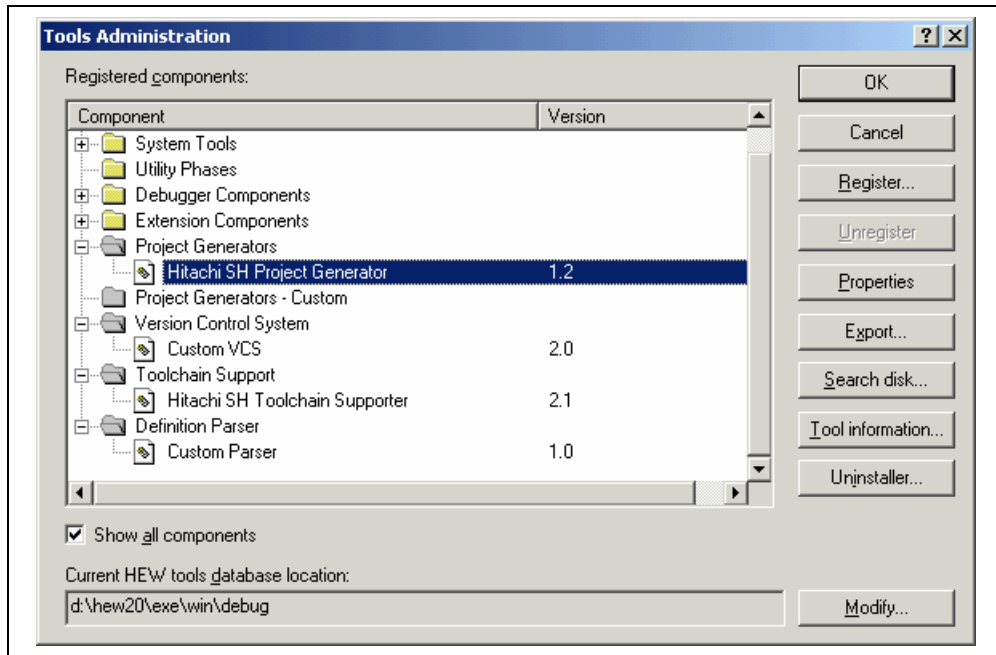 Tools Administration
Registered components:
Component Version
System Tools
Utility Phases
Debugger Components
Extension Components
Project Generators
Hitachi SH Project Generator 1.2
Project Generators - Custom
Version Control System
Custom VCS 2.0
Toolchain Support
Hitachi SH Toolchain Supporter 2.1
Definition Parser
Custom Parser 1.0
Show all components
Current HEW tools database location:
d:\hew20\exe\win\debug
OK
Cancel
Register...
Unregister
Properties
Export...
Search disk...
Tool information...
Uninstaller...
Modify...